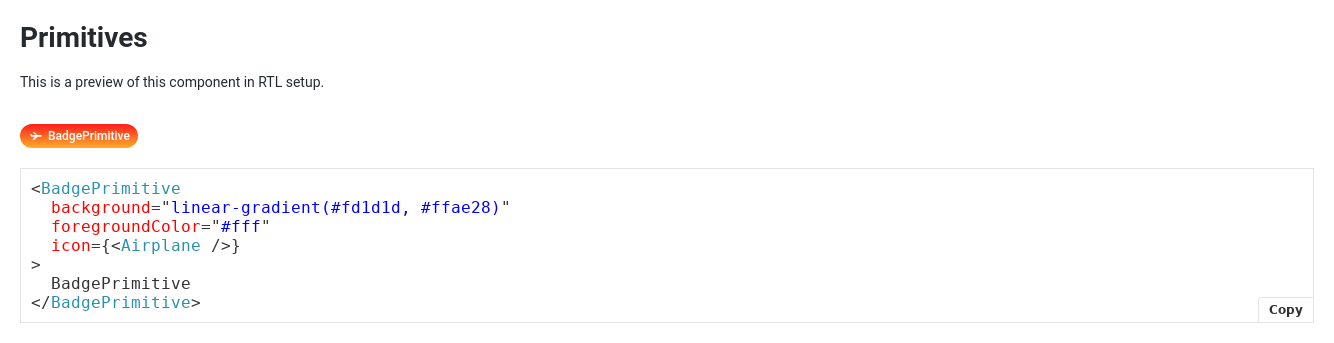 Primitives
This is a preview of this component in RTL setup.
BadgePrimitive
<BadgePrimitive
  background="linear-gradient(#fd1d1d, #ffae28)"
  foregroundColor="#fff"
  icon={<Airplane />}
>
  BadgePrimitive
</BadgePrimitive>
Copy